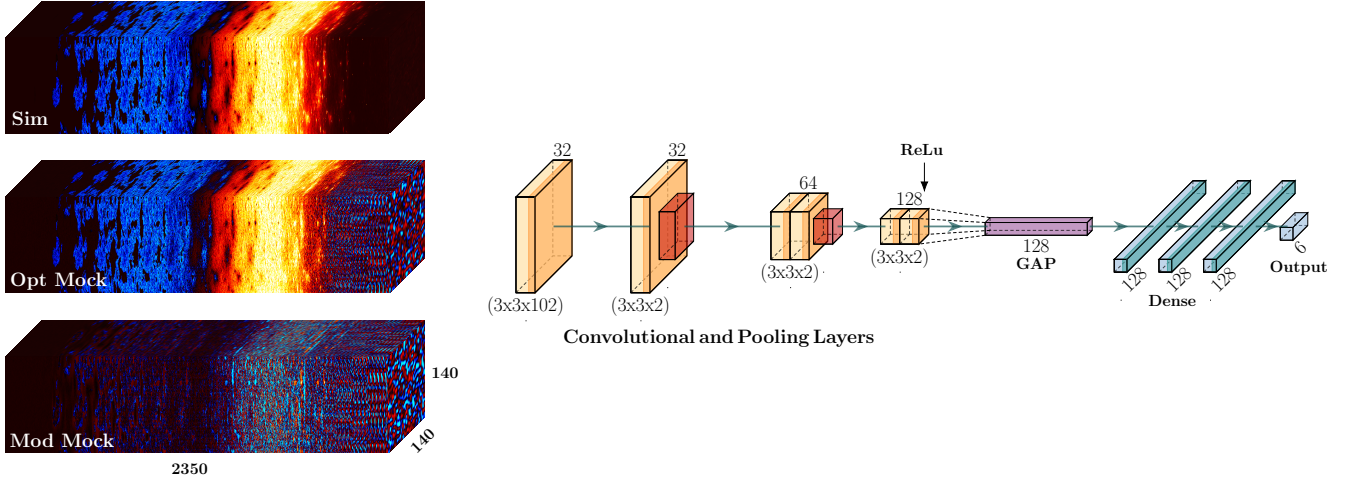 Sim
Opt Mock
Mod Mock
140
140
2350
32
(3x3x102)
32
(3x3x2)
64
(3x3x2)
128
(3x3x2)
ReLu
128
GAP
128
128
128
Dense
6
Output
Convolutional and Pooling Layers